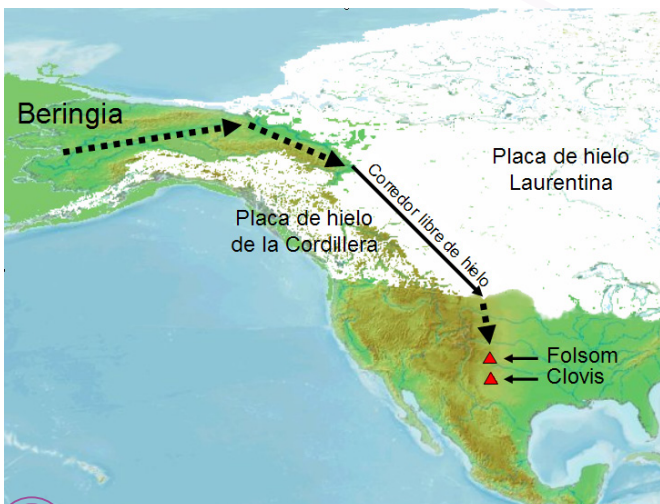 Beringia
Placa de hielo
Laurentina
Corredor libre de hielo
Placa de hielo
de la Cordillera
Folsom
Clovis